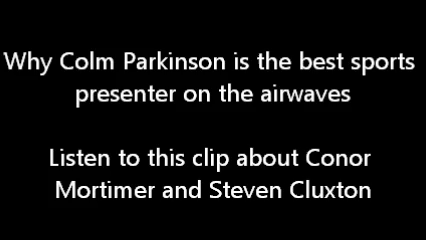 Why Colm Parkinson is the best sports
presenter on the airwaves
Listen to this clip about Conor
Mortimer and Steven Cluxton